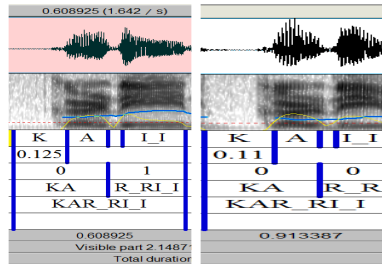 0.608925 (1.642 / s)
K A I_I
0.125
0 1
KA R_RI_I
KAR_RI_I
0.608925
Visible part 2.14871
Total duration
K A I_I
0.11
0 0
KA R_R
KAR_RI_I
0.913387